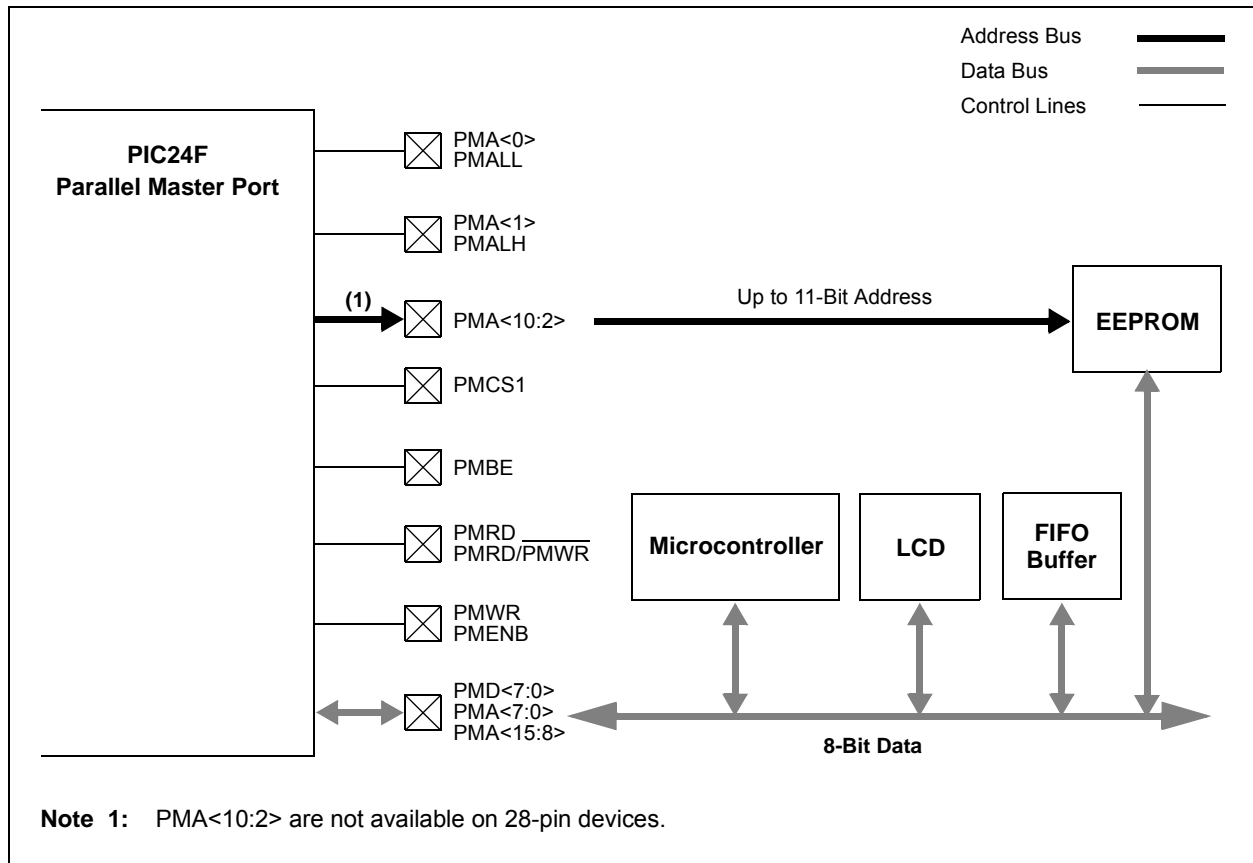 Address Bus
Data Bus
Control Lines
PIC24F
Parallel Master Port
PMA<0>
PMALL
PMA<1>
PMALH
(1)
PMA<10:2>
Up to 11-Bit Address
EEPROM
PMCS1
PMBE
PMRD
PMRD/PMWR
Microcontroller
LCD
FIFO
Buffer
PMWR
PMENB
PMD<7:0>
PMA<7:0>
PMA<15:8>
8-Bit Data
Note 1: PMA<10:2> are not available on 28-pin devices.